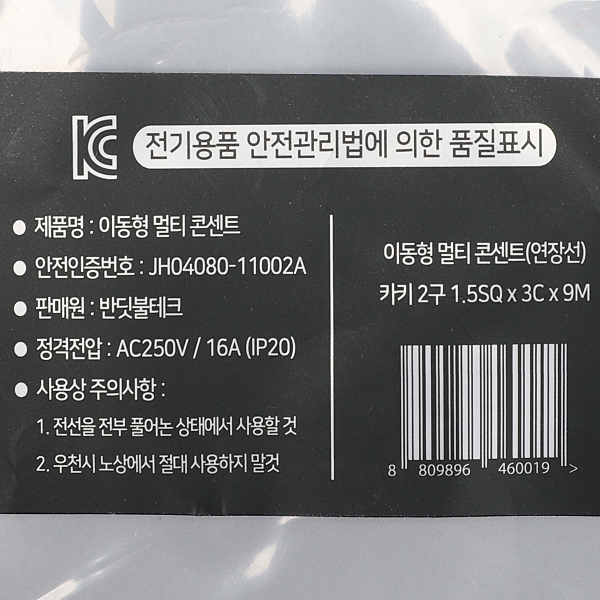 KC 전기용품 안전관리법에 의한 품질표시
● 제품명 : 이동형 멀티 콘센트
● 안전인증번호 : JH04080-11002A
● 판매원 : 반딧불테크
● 정격전압 : AC250V / 16A (IP20)
● 사용상 주의사항 :
1. 전선을 전부 풀어논 상태에서 사용할 것
2. 우천시 노상에서 절대 사용하지 말것
이동형 멀티 콘센트(연장선)
카키 2구 1.5SQ x 3C x 9M
8 809896 460019 >